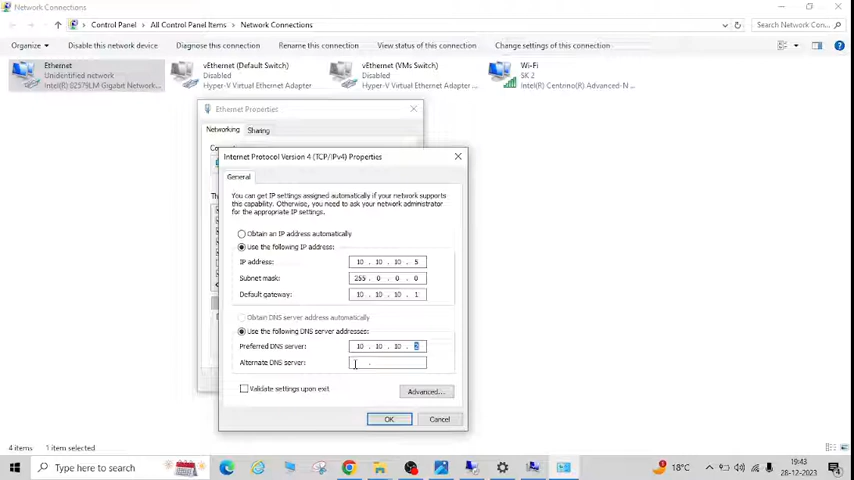 Network Connections
Control Panel > All Control Panel Items > Network Connections
Search Network Connections
Organize Disable this network device Diagnose this connection Rename this connection View status of this connection Change settings of this connection
Ethernet
Unidentified network
Intel(R) 82579LM Gigabit Network...
vEthernet (Default Switch)
Disabled
Hyper-V Virtual Ethernet Adapter
vEthernet (VMs Switch)
Disabled
Hyper-V Virtual Ethernet Adapter
Wi-Fi
SK 2
Intel(R) Centrino(R) Advanced-N ...
Ethernet Properties
Networking Sharing
Internet Protocol Version 4 (TCP/IPv4) Properties
General
You can get IP settings assigned automatically if your network supports
this capability. Otherwise, you need to ask your network administrator
for the appropriate IP settings.
Obtain an IP address automatically
Use the following IP address:
IP address: 10 . 10 . 10 . 5
Subnet mask: 255 . 0 . 0 . 0
Default gateway: 10 . 10 . 10 . 1
Obtain DNS server address automatically
Use the following DNS server addresses:
Preferred DNS server: 10 . 10 . 10 . 2
Alternate DNS server:
Validate settings upon exit
Advanced...
OK Cancel
4 items 1 item selected
Type here to search
18°C
19:43
28-12-2023